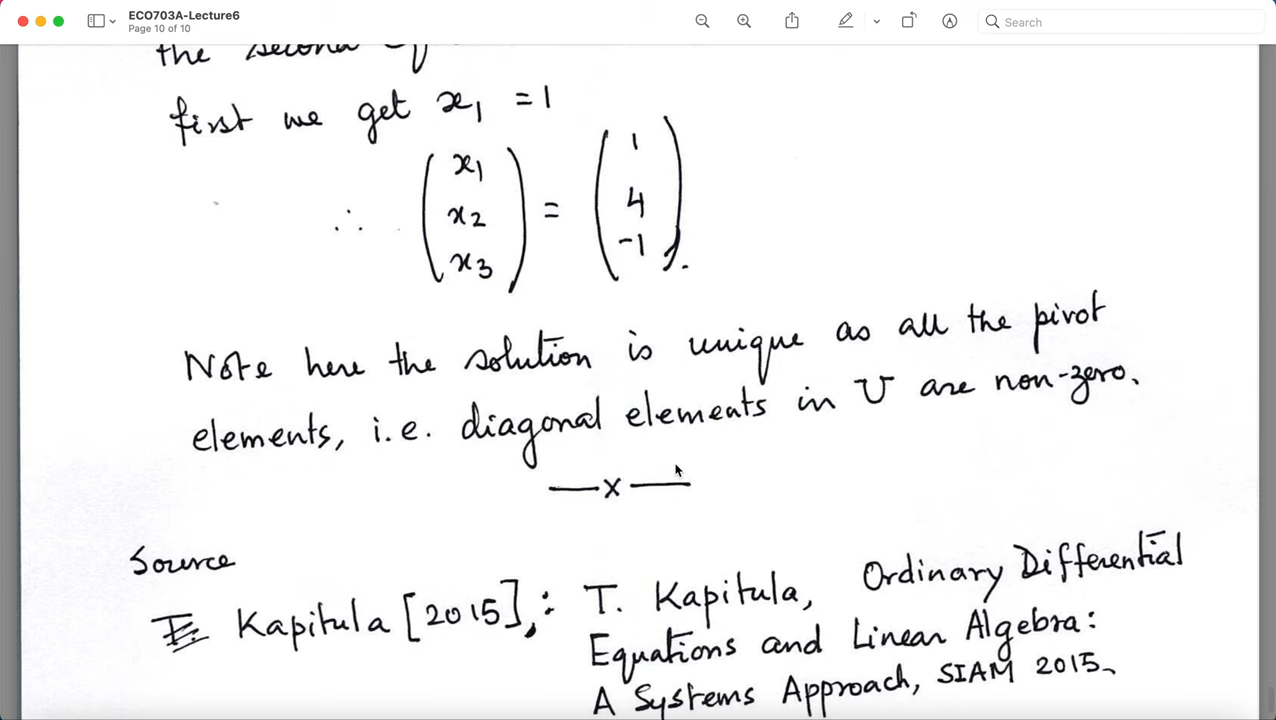 ECO703A-Lecture6
Page 10 of 10
Search
the second
first we get x₁ = 1
∴ (x₁ x₂ x₃) = (1 4 -1).
Note here the solution is unique as all the pivot
elements, i.e. diagonal elements in U are non-zero.
—x—
Source
Kapitula [2015],: T. Kapitula, Ordinary Differential
Equations and Linear Algebra:
A Systems Approach, SIAM 2015.